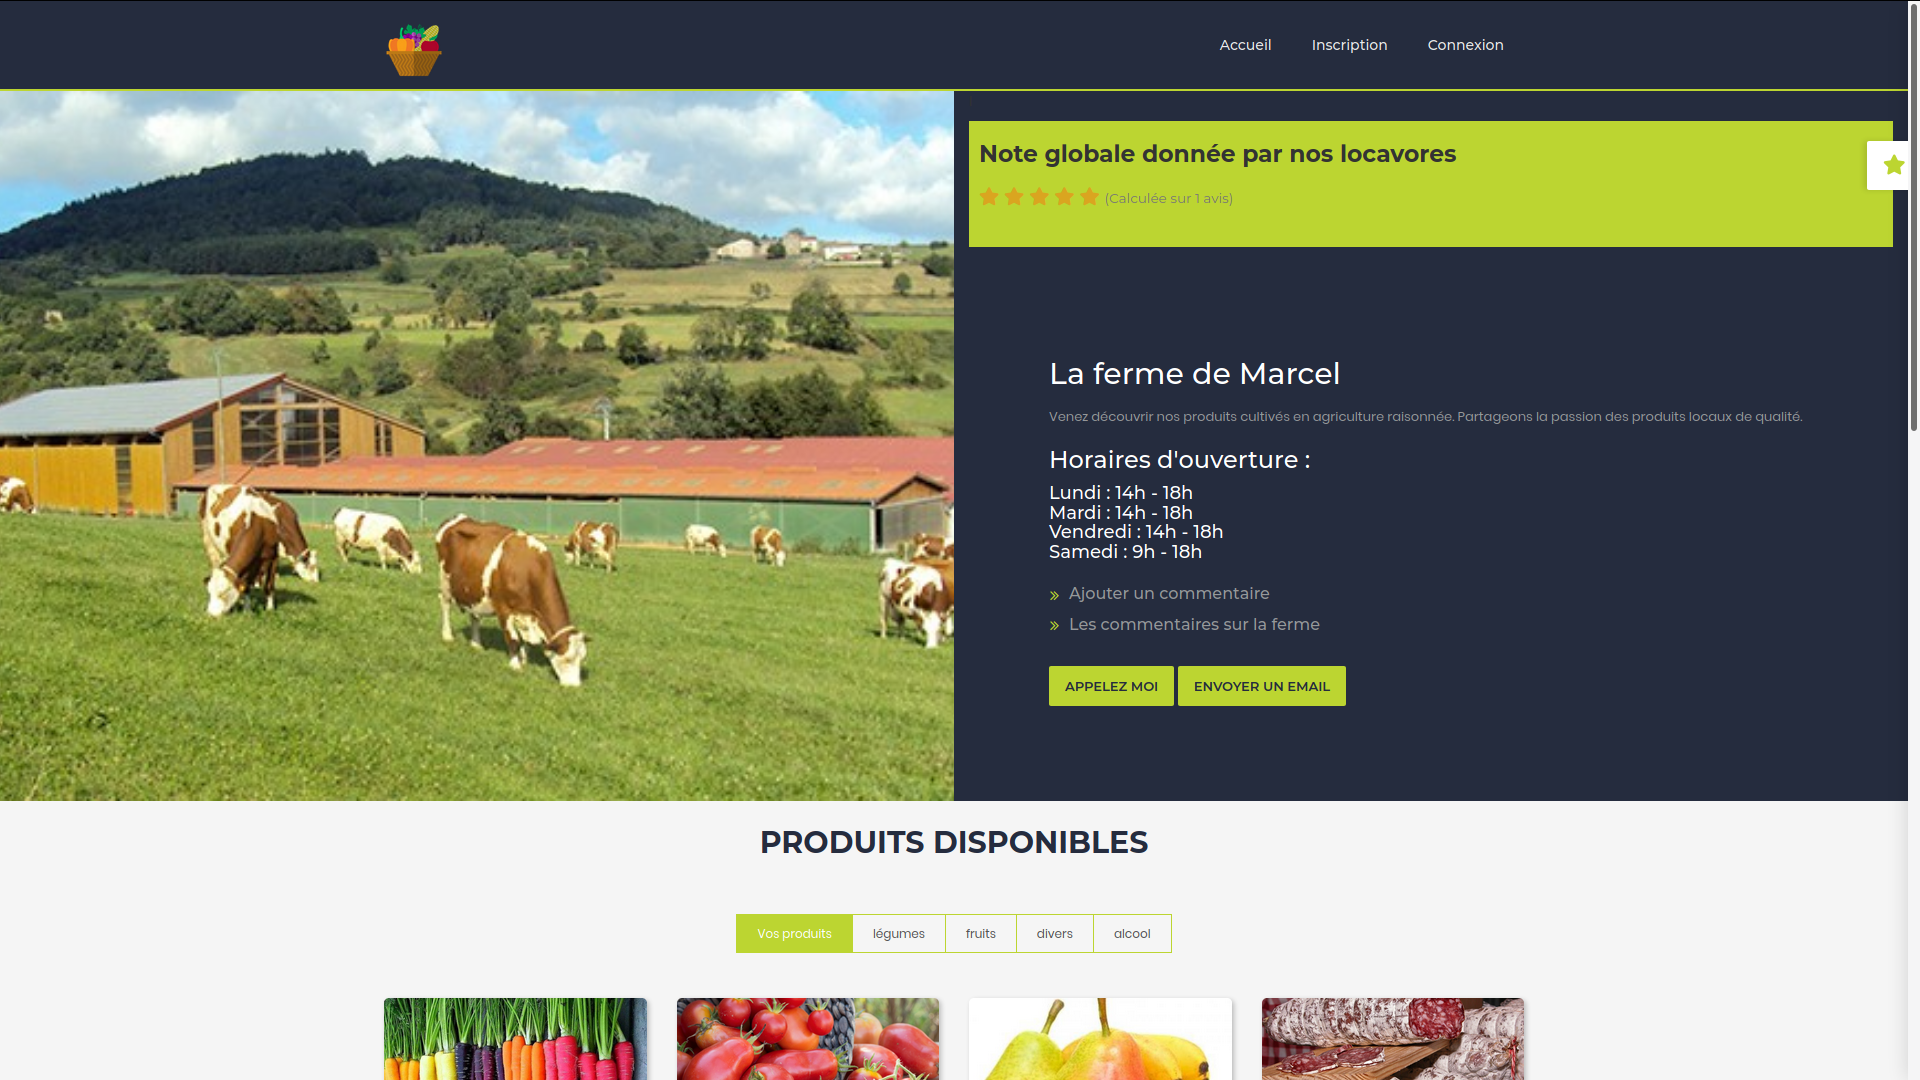 Accueil
Inscription
Connexion
Note globale donnée par nos locavores
(Calculée sur 1 avis)
La ferme de Marcel
Venez découvrir nos produits cultivés en agriculture raisonnée. Partageons la passion des produits locaux de qualité.
Horaires d'ouverture :
Lundi : 14h - 18h
Mardi : 14h - 18h
Vendredi : 14h - 18h
Samedi : 9h - 18h
Ajouter un commentaire
Les commentaires sur la ferme
APPELEZ MOI
ENVOYER UN EMAIL
PRODUITS DISPONIBLES
Vos produits
légumes
fruits
divers
alcool